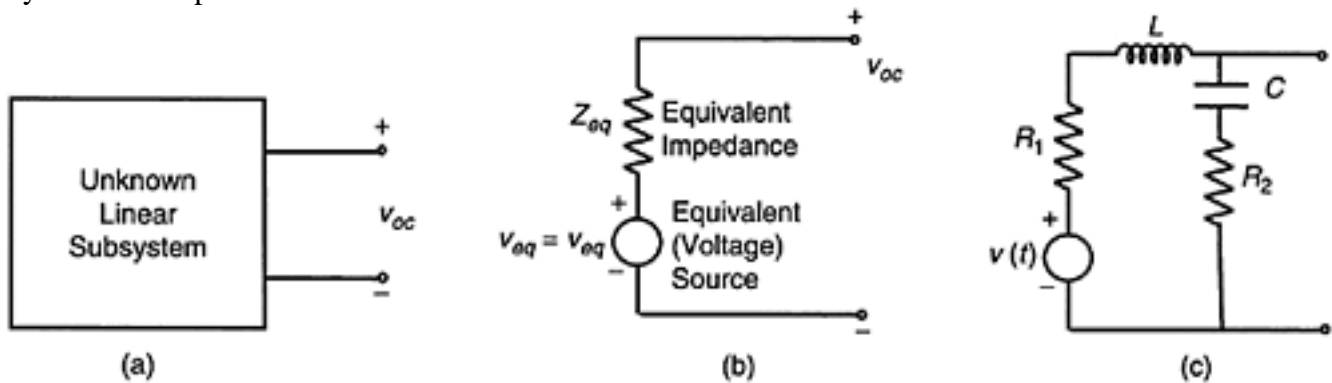 +
Unknown
Linear
Subsystem
v_oc
−
(a)
+
v_oc
Z_eq Equivalent
Impedance
+
v_eq = v_eq
−
Equivalent
(Voltage)
Source
−
(b)
L
C
R_1
R_2
+
v(t)
−
(c)